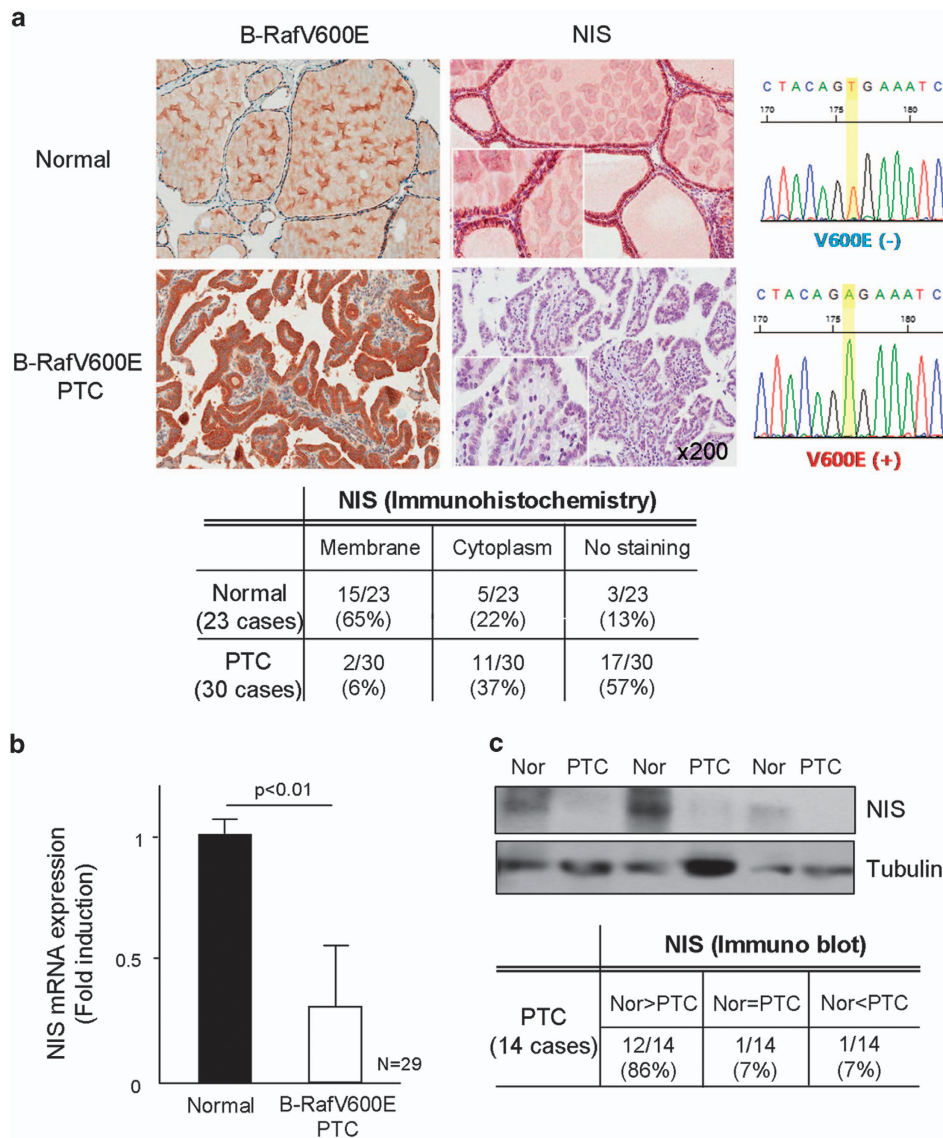 a
B-RafV600E
NIS
Normal
C T A C A G T G A A A T C
170 175 180
V600E (-)
B-RafV600E
PTC
x200
C T A C A G A G A A A T C
170 175 180
V600E (+)
NIS (Immunohistochemistry)
Membrane Cytoplasm No staining
Normal
(23 cases)
15/23 5/23 3/23
(65%) (22%) (13%)
PTC
(30 cases)
2/30 11/30 17/30
(6%) (37%) (57%)
b
NIS mRNA expression
(Fold induction)
p<0.01
1
0.5
0
N=29
Normal
B-RafV600E
PTC
c
Nor PTC Nor PTC Nor PTC
NIS
Tubulin
NIS (Immuno blot)
Nor>PTC Nor=PTC Nor<PTC
PTC
(14 cases)
12/14 1/14 1/14
(86%) (7%) (7%)